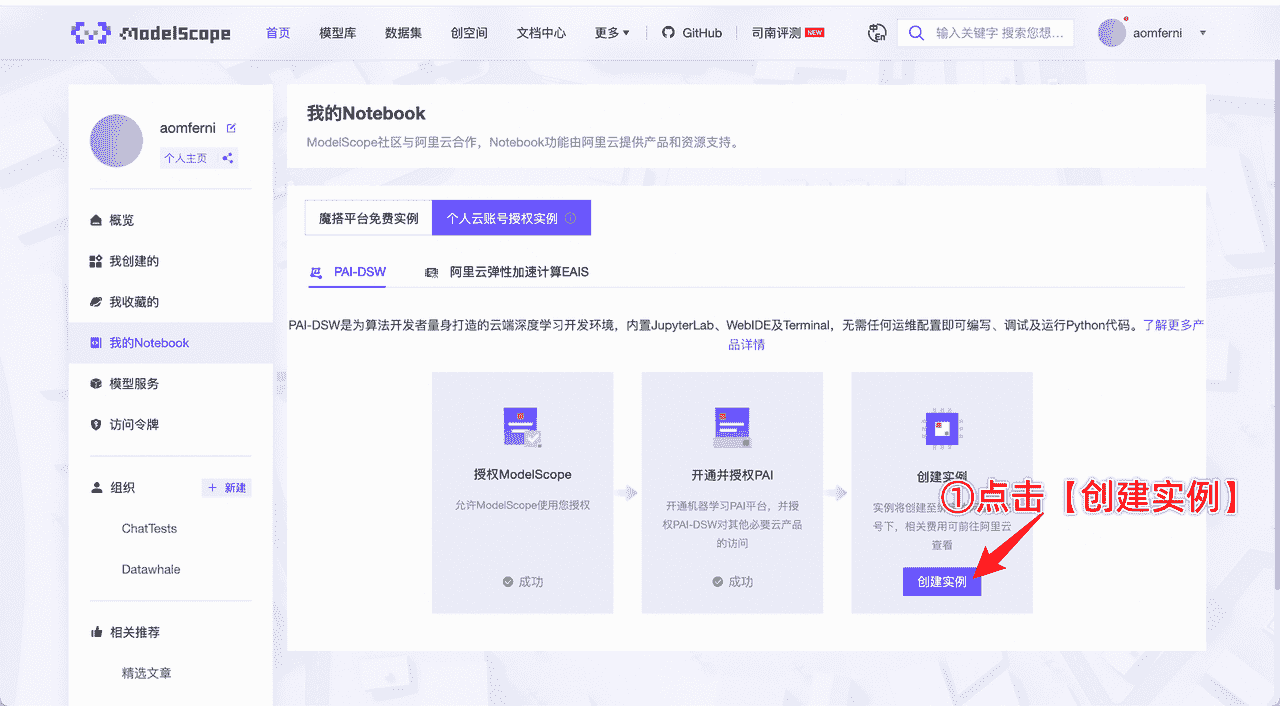 ModelScope
首页
模型库
数据集
创空间
文档中心
更多
GitHub
司南评测 NEW
En
输入关键字 搜索您想...
aomferni
aomferni
个人主页
概览
我创建的
我收藏的
我的Notebook
模型服务
访问令牌
组织
+ 新建
ChatTests
Datawhale
相关推荐
精选文章
我的Notebook
ModelScope社区与阿里云合作，Notebook功能由阿里云提供产品和资源支持。
魔搭平台免费实例
个人云账号授权实例
PAI-DSW
阿里云弹性加速计算EAIS
PAI-DSW是为算法开发者量身打造的云端深度学习开发环境，内置JupyterLab、WebIDE及Terminal，无需任何运维配置即可编写、调试及运行Python代码。了解更多产
品详情
授权ModelScope
允许ModelScope使用您授权
成功
开通并授权PAI
开通机器学习PAI平台，并授
权PAI-DSW对其他必要云产品
的访问
成功
创建实例
实例将创建至
号下，相关费用可前往阿里云
查看
创建实例
①点击【创建实例】